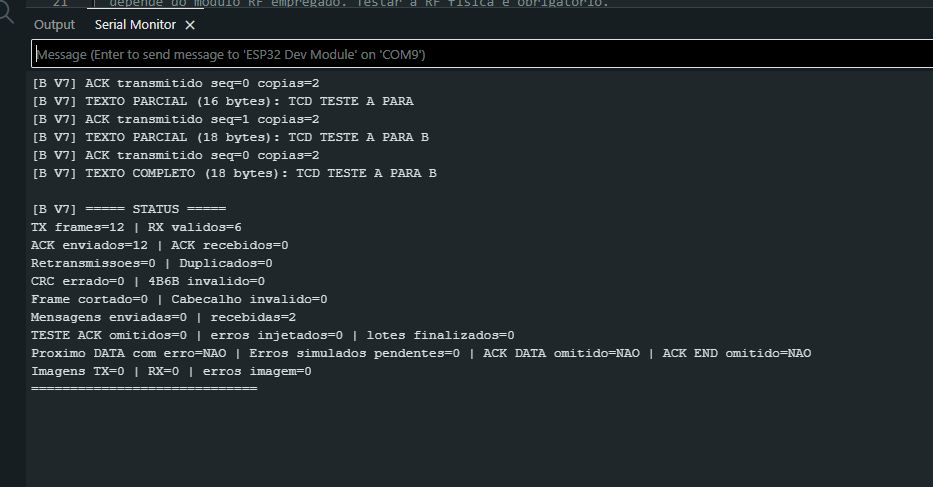 21 depende do modulo RF empregado. Testar a RF fisica e obrigatorio.
Output Serial Monitor ×
Message (Enter to send message to 'ESP32 Dev Module' on 'COM9')
[B V7] ACK transmitido seq=0 copias=2
[B V7] TEXTO PARCIAL (16 bytes): TCD TESTE A PARA
[B V7] ACK transmitido seq=1 copias=2
[B V7] TEXTO PARCIAL (18 bytes): TCD TESTE A PARA B
[B V7] ACK transmitido seq=0 copias=2
[B V7] TEXTO COMPLETO (18 bytes): TCD TESTE A PARA B
[B V7] ===== STATUS =====
TX frames=12 | RX validos=6
ACK enviados=12 | ACK recebidos=0
Retransmissoes=0 | Duplicados=0
CRC errado=0 | 4B6B invalido=0
Frame cortado=0 | Cabecalho invalido=0
Mensagens enviadas=0 | recebidas=2
TESTE ACK omitidos=0 | erros injetados=0 | lotes finalizados=0
Proximo DATA com erro=NAO | Erros simulados pendentes=0 | ACK DATA omitido=NAO | ACK END omitido=NAO
Imagens TX=0 | RX=0 | erros imagem=0
=============================